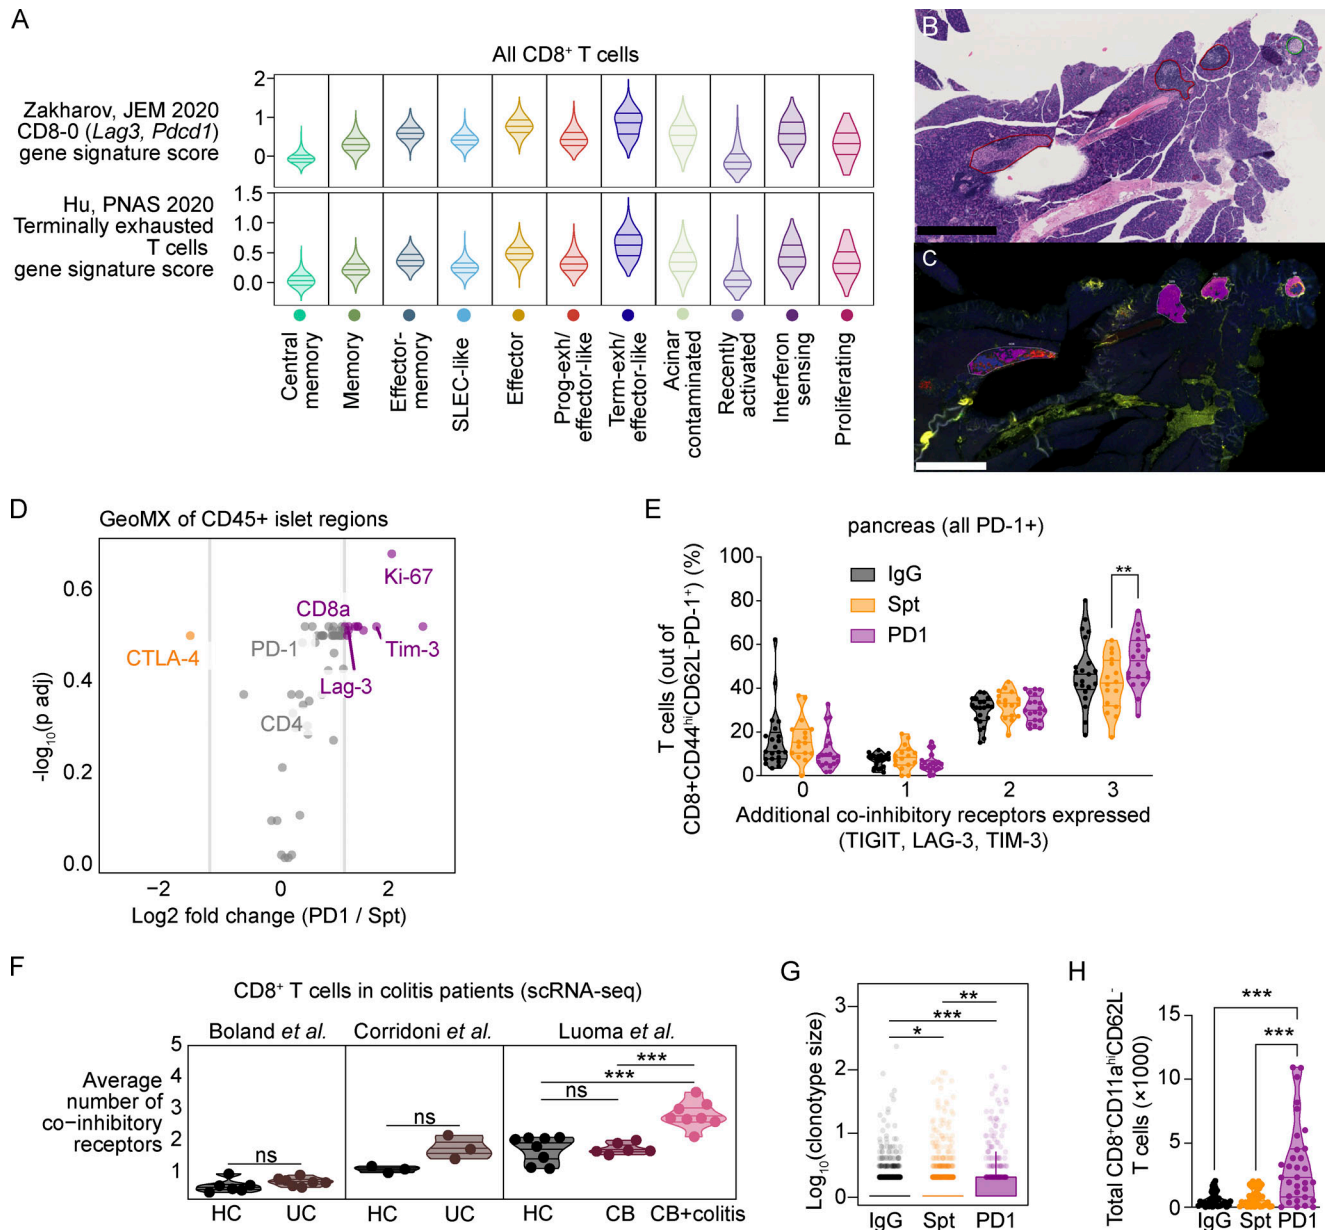 A
All CD8+ T cells
Zakharov, JEM 2020
CD8-0 (Lag3, Pdcd1)
gene signature score
2
1
0
Hu, PNAS 2020
Terminally exhausted
T cells
gene signature score
1.5
1.0
0.5
0.0
Central
memory
Memory
Effector-
memory
SLEC-like
Effector
Prog-exh/
effector-like
Term-exh/
effector-like
Acinar
contaminated
Recently
activated
Interferon
sensing
Proliferating
B
C
D
GeoMX of CD45+ islet regions
-log10(p adj)
0.6
0.4
0.2
0.0
Ki-67
CD8a
PD-1
Tim-3
CTLA-4
Lag-3
CD4
−2
0
2
Log2 fold change (PD1 / Spt)
E
pancreas (all PD-1+)
T cells (out of
CD8+CD44hiCD62L-PD-1+) (%)
100
80
60
40
20
0
IgG
Spt
PD1
**
0
1
2
3
Additional co-inhibitory receptors expressed
(TIGIT, LAG-3, TIM-3)
F
CD8+ T cells in colitis patients (scRNA-seq)
Boland et al.
Corridoni et al.
Luoma et al.
Average
number of
co−inhibitory
receptors
5
4
3
2
1
ns
ns
ns
***
***
HC
UC
HC
UC
HC
CB
CB+colitis
G
Log10(clonotype size)
3
2
1
0
**
***
*
IgG
Spt
PD1
H
Total CD8+CD11ahiCD62L-
T cells (×1000)
15
10
5
0
***
***
IgG
Spt
PD1